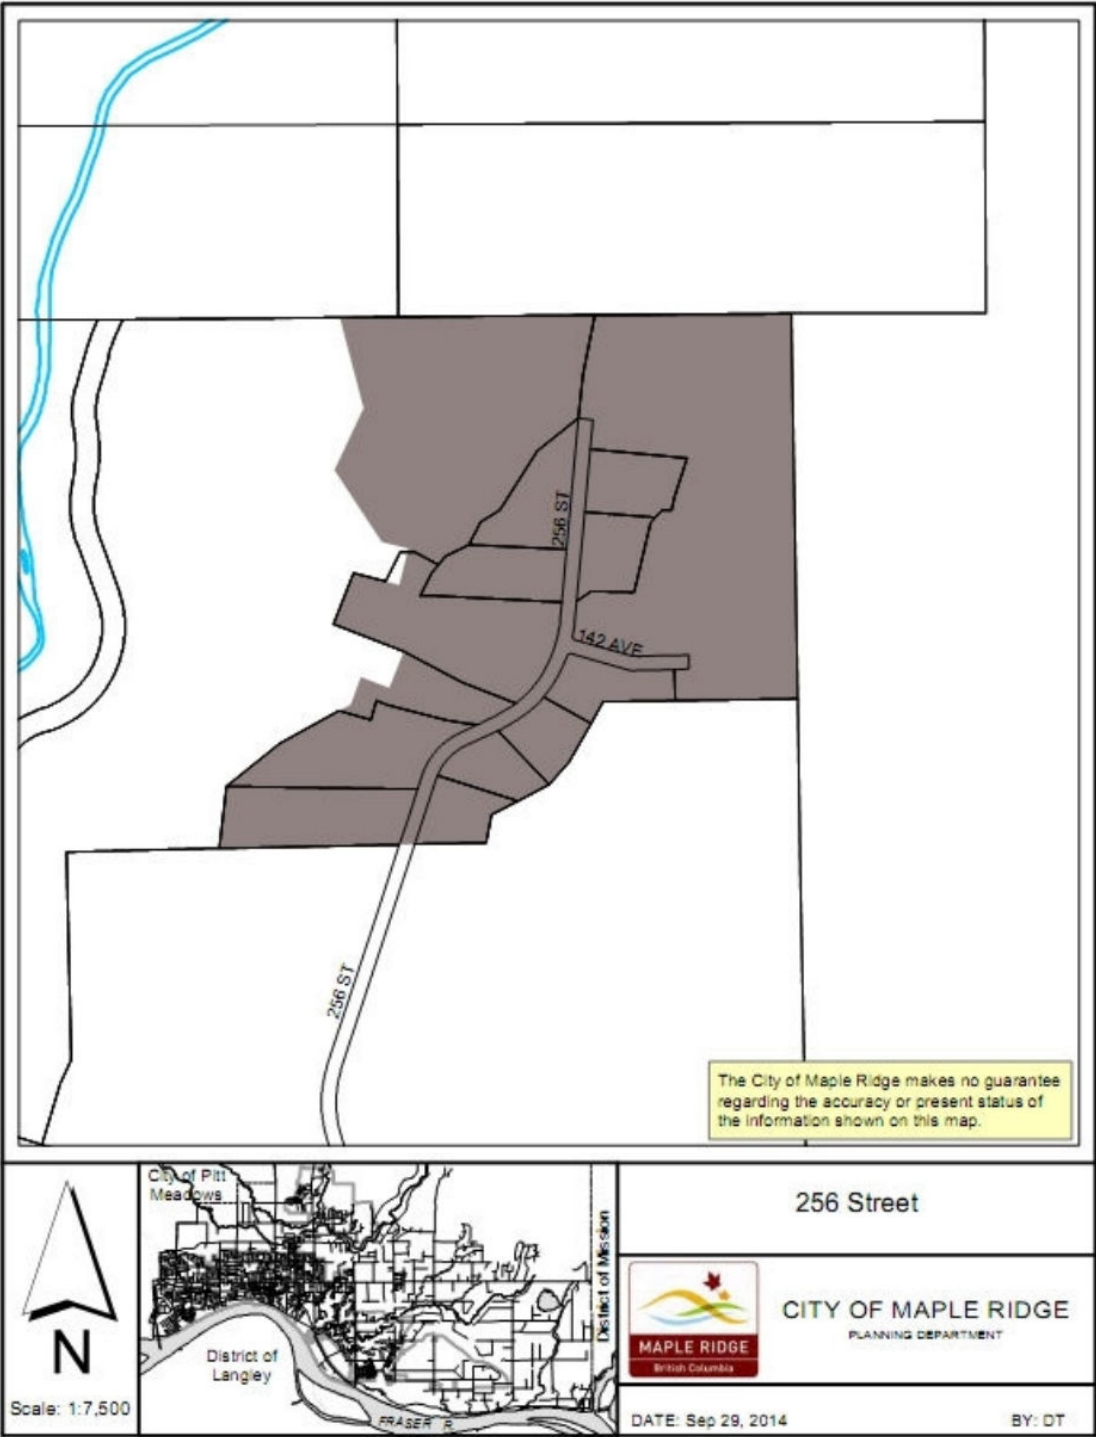 256 ST
142 AVE
256 ST
The City of Maple Ridge makes no guarantee
regarding the accuracy or present status of
the information shown on this map.
N
Scale: 1:7,500
City of Pitt
Meadows
District of
Langley
FRASER R
District of Mission
256 Street
MAPLE RIDGE
British Columbia
CITY OF MAPLE RIDGE
PLANNING DEPARTMENT
DATE: Sep 29, 2014
BY: DT